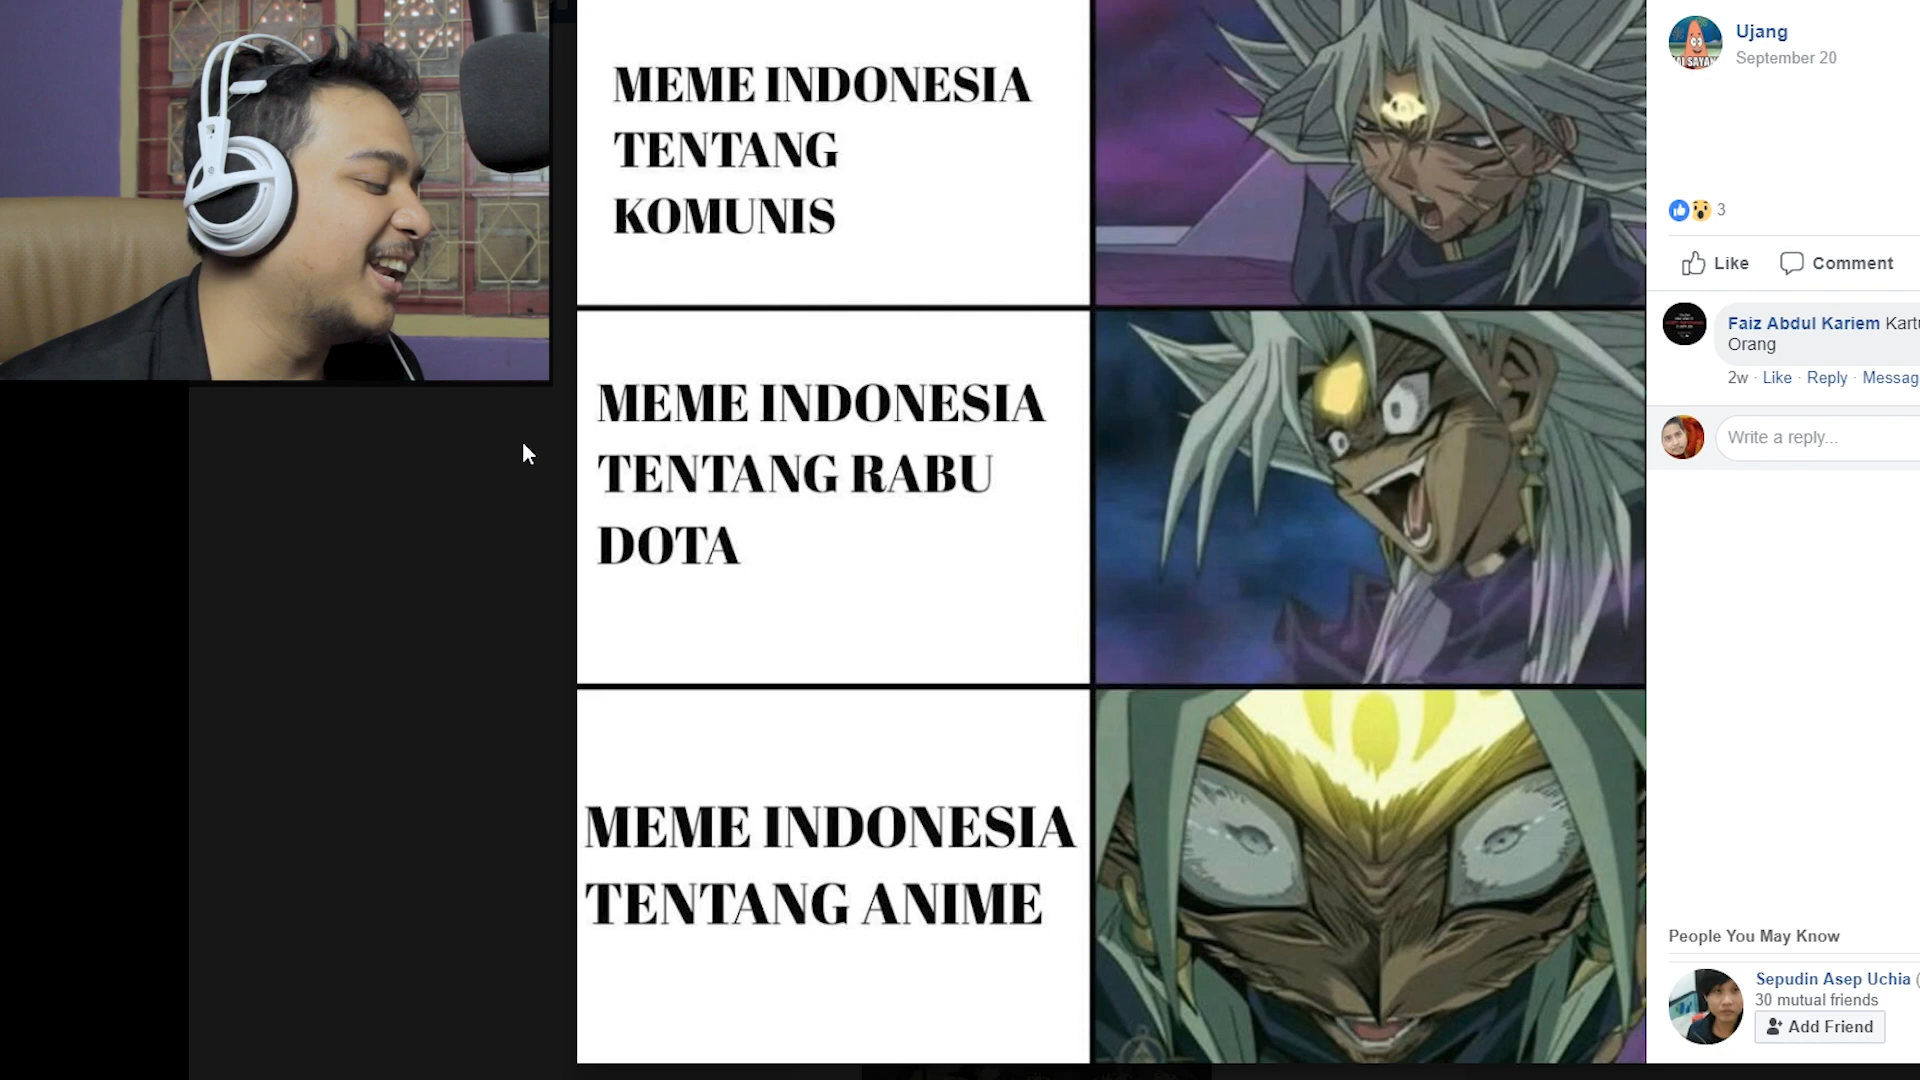 MEME INDONESIA
TENTANG
KOMUNIS
MEME INDONESIA
TENTANG RABU
DOTA
MEME INDONESIA
TENTANG ANIME
Ujang
September 20
3
Like
Comment
Faiz Abdul Kariem
Orang
2w · Like · Reply ·
Write a reply...
People You May Know
Sepudin Asep Uchia
30 mutual friends
Add Friend